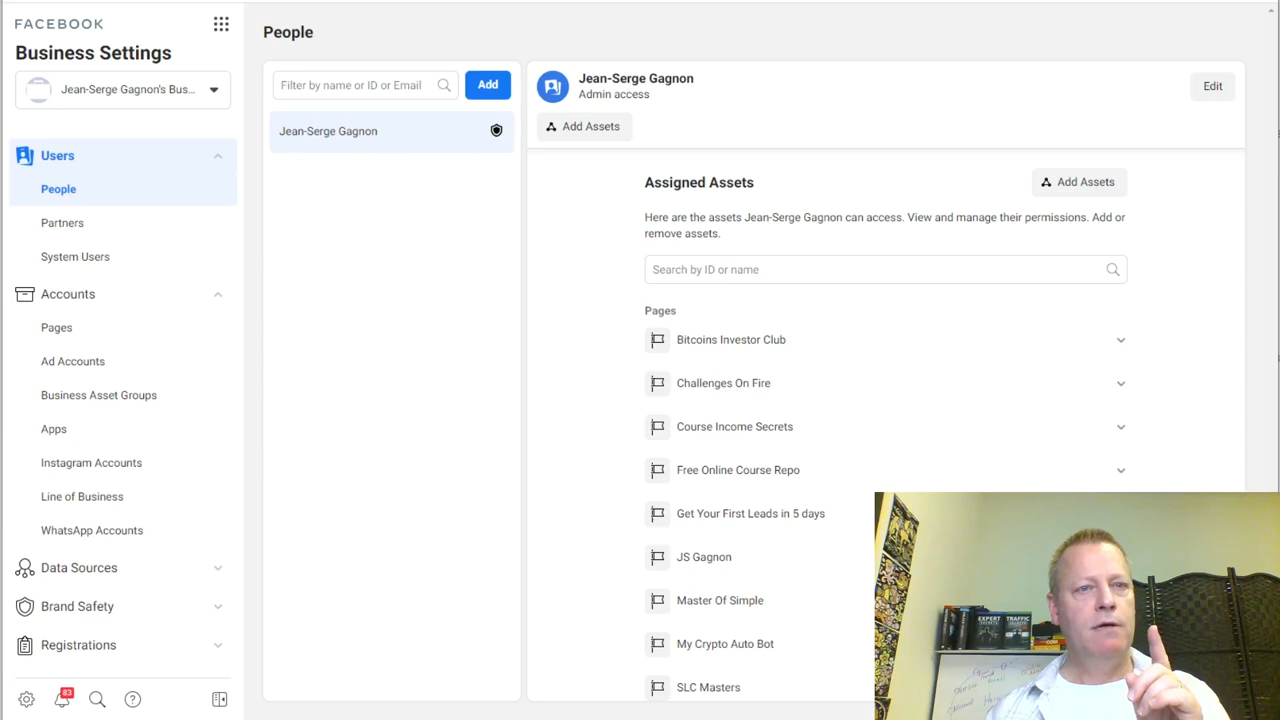 FACEBOOK
Business Settings
Jean-Serge Gagnon's Bus...
Users
People
Partners
System Users
Accounts
Pages
Ad Accounts
Business Asset Groups
Apps
Instagram Accounts
Line of Business
WhatsApp Accounts
Data Sources
Brand Safety
Registrations
83
People
Filter by name or ID or Email
Add
Jean-Serge Gagnon
Jean-Serge Gagnon
Admin access
Edit
Add Assets
Assigned Assets
Add Assets
Here are the assets Jean-Serge Gagnon can access. View and manage their permissions. Add or
remove assets.
Search by ID or name
Pages
Bitcoins Investor Club
Challenges On Fire
Course Income Secrets
Free Online Course Repo
Get Your First Leads in 5 days
JS Gagnon
Master Of Simple
My Crypto Auto Bot
SLC Masters
EXPERT
SECRETS
TRAFFIC
SECRETS